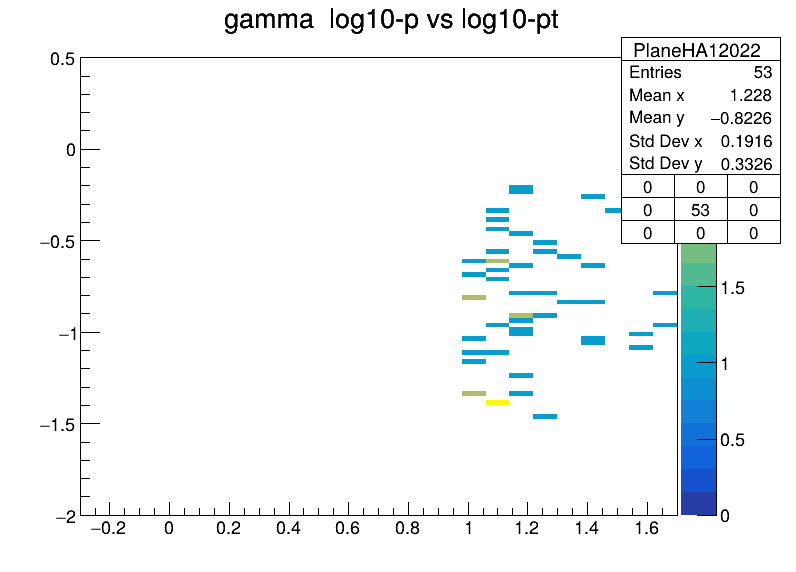 gamma  log10-p vs log10-pt
PlaneHA12022
Entries 53
Mean x 1.228
Mean y −0.8226
Std Dev x 0.1916
Std Dev y 0.3326
0 0 0
0 53 0
0 0 0
0.5
0
−0.5
−1
−1.5
−2
−0.2 0 0.2 0.4 0.6 0.8 1 1.2 1.4 1.6
1.5
1
0.5
0